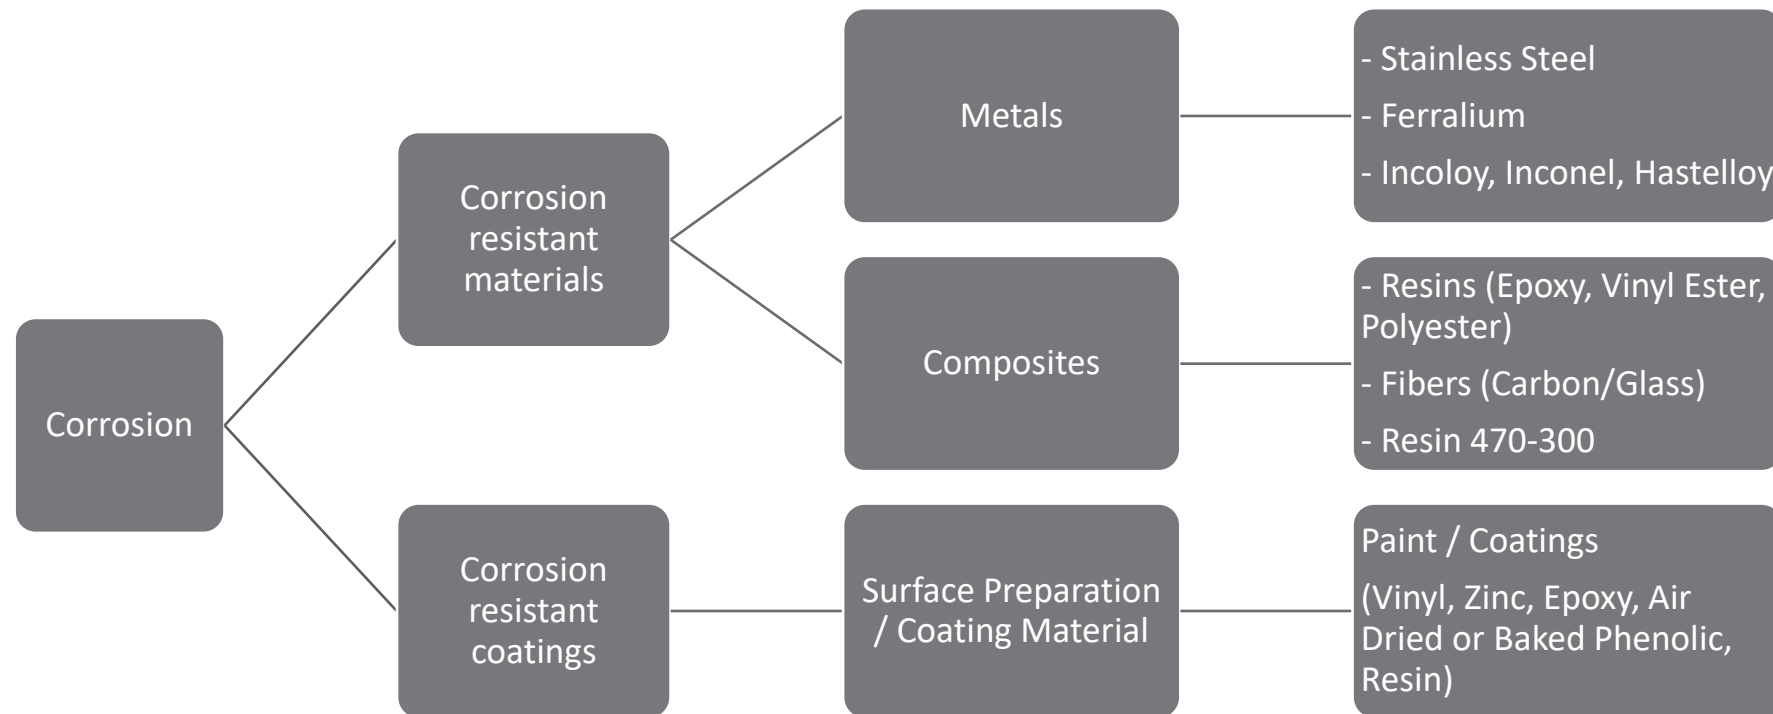 Corrosion
Corrosion
resistant
materials
Metals
- Stainless Steel
- Ferralium
- Incoloy, Inconel, Hastelloy
Composites
- Resins (Epoxy, Vinyl Ester,
Polyester)
- Fibers (Carbon/Glass)
- Resin 470-300
Corrosion
resistant
coatings
Surface Preparation
/ Coating Material
Paint / Coatings
(Vinyl, Zinc, Epoxy, Air
Dried or Baked Phenolic,
Resin)